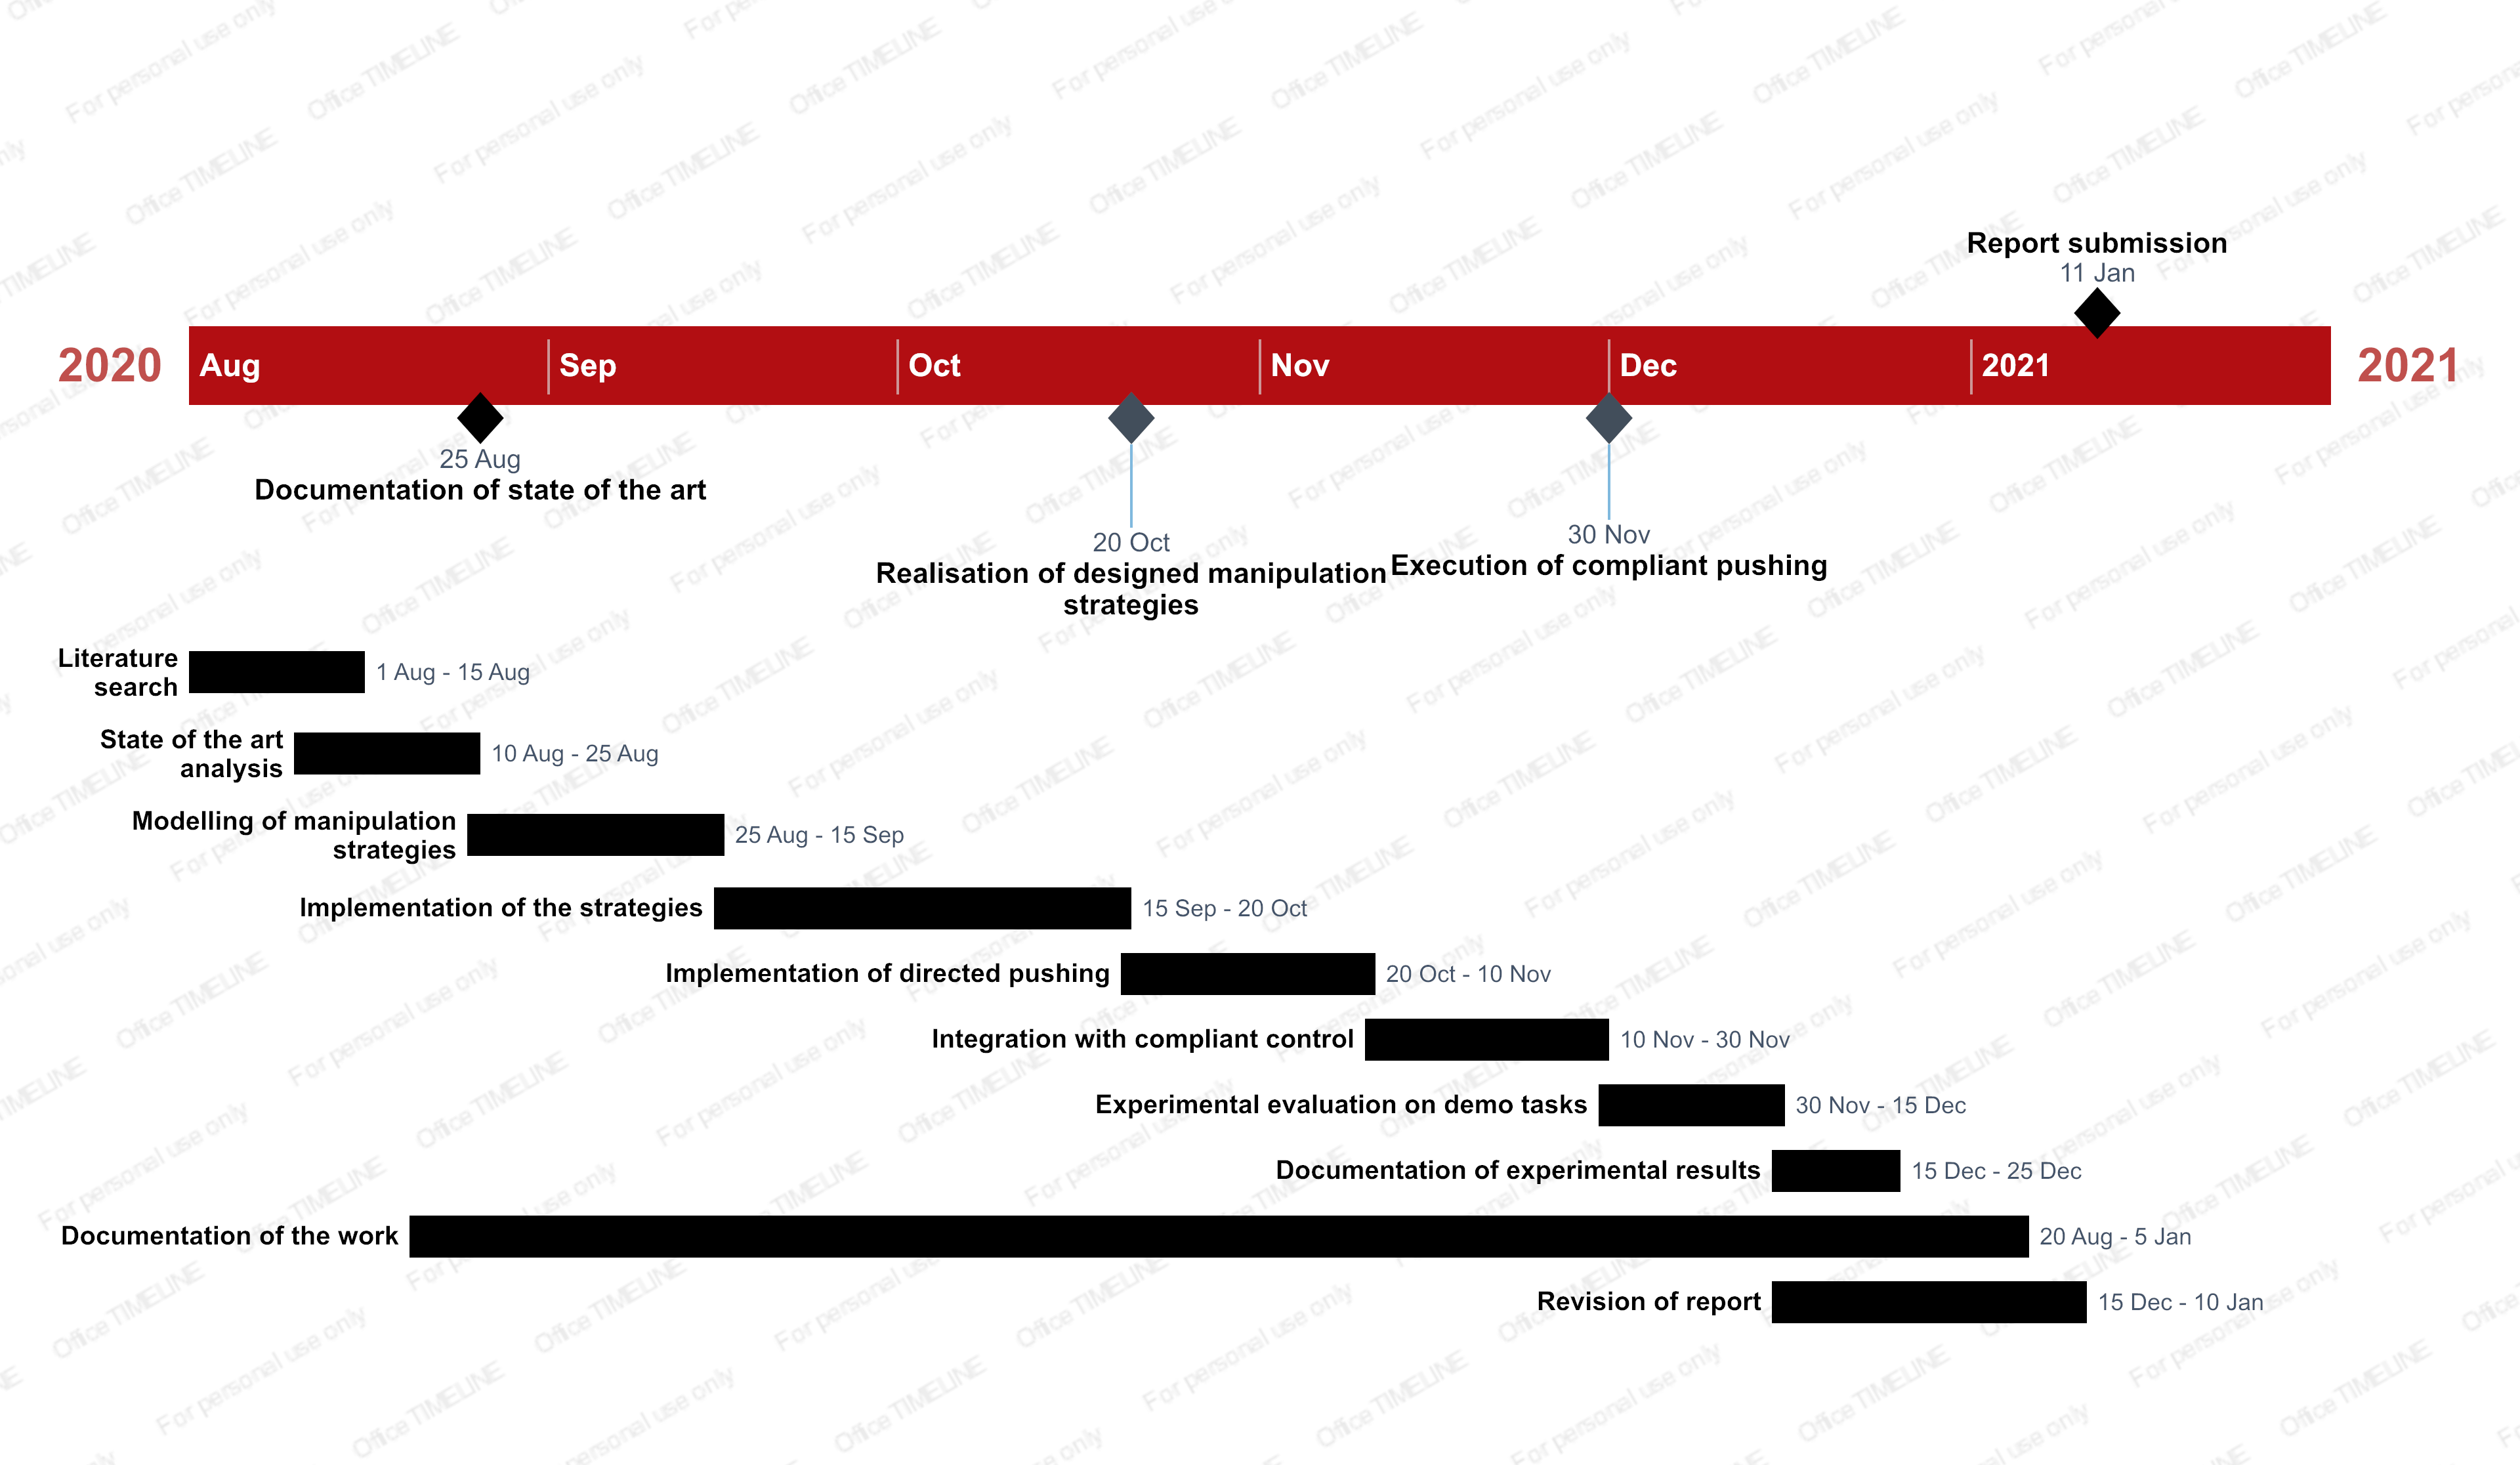 Report submission
11 Jan
2020
Aug
Sep
Oct
Nov
Dec
2021
2021
25 Aug
Documentation of state of the art
20 Oct
Realisation of designed manipulation
strategies
30 Nov
Execution of compliant pushing
Literature
search
1 Aug - 15 Aug
State of the art
analysis
10 Aug - 25 Aug
Modelling of manipulation
strategies
25 Aug - 15 Sep
Implementation of the strategies
15 Sep - 20 Oct
Implementation of directed pushing
20 Oct - 10 Nov
Integration with compliant control
10 Nov - 30 Nov
Experimental evaluation on demo tasks
30 Nov - 15 Dec
Documentation of experimental results
15 Dec - 25 Dec
Documentation of the work
20 Aug - 5 Jan
Revision of report
15 Dec - 10 Jan
Office TIMELINE
For personal use only